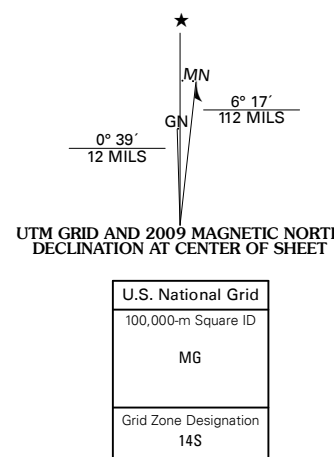 MN
GN
6° 17´
112 MILS
0° 39´
12 MILS
UTM GRID AND 2009 MAGNETIC NORTH
DECLINATION AT CENTER OF SHEET
U.S. National Grid
100,000-m Square ID
MG
Grid Zone Designation
14S